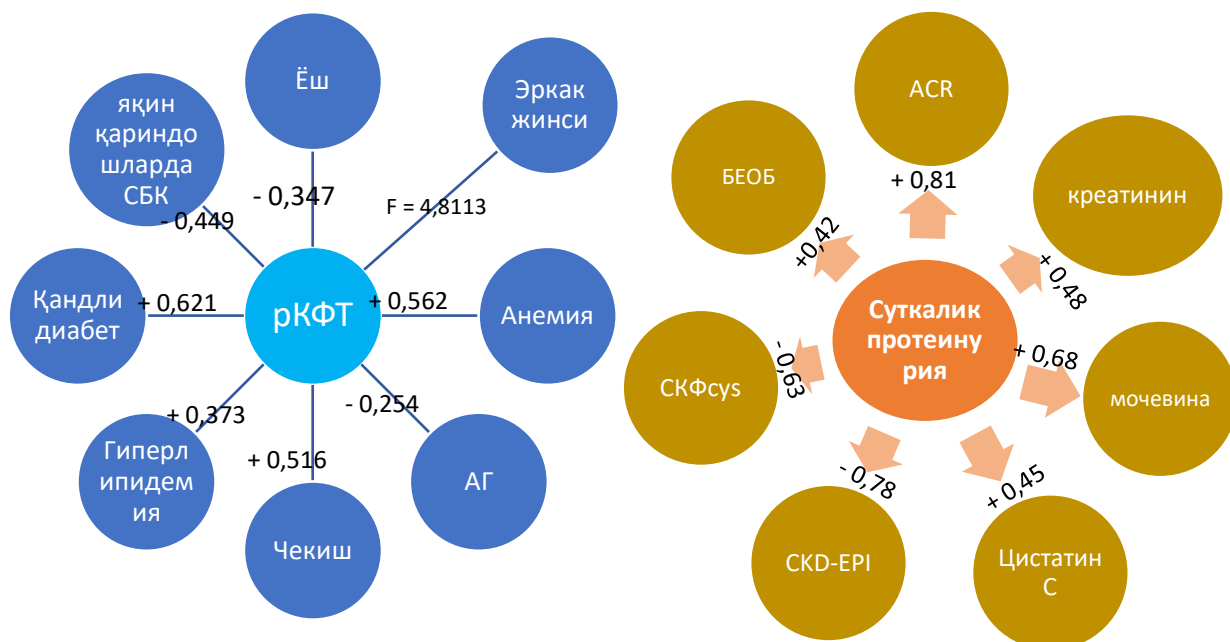 Ёш
Эркак
жинси
яқин
қариндо
шларда
СБК
- 0,347
- 0,449
F = 4,8113
Қандли
диабет
+ 0,621
рКФТ
+ 0,562
Анемия
+ 0,373
- 0,254
Гиперл
ипидем
ия
+ 0,516
АГ
Чекиш
ACR
БЕОБ
+ 0,81
креатинин
+0,42
+ 0,48
Суткалик
протеину
рия
СКФcys
- 0,63
+ 0,68
мочевина
- 0,78
+ 0,45
CKD-EPI
Цистатин
С